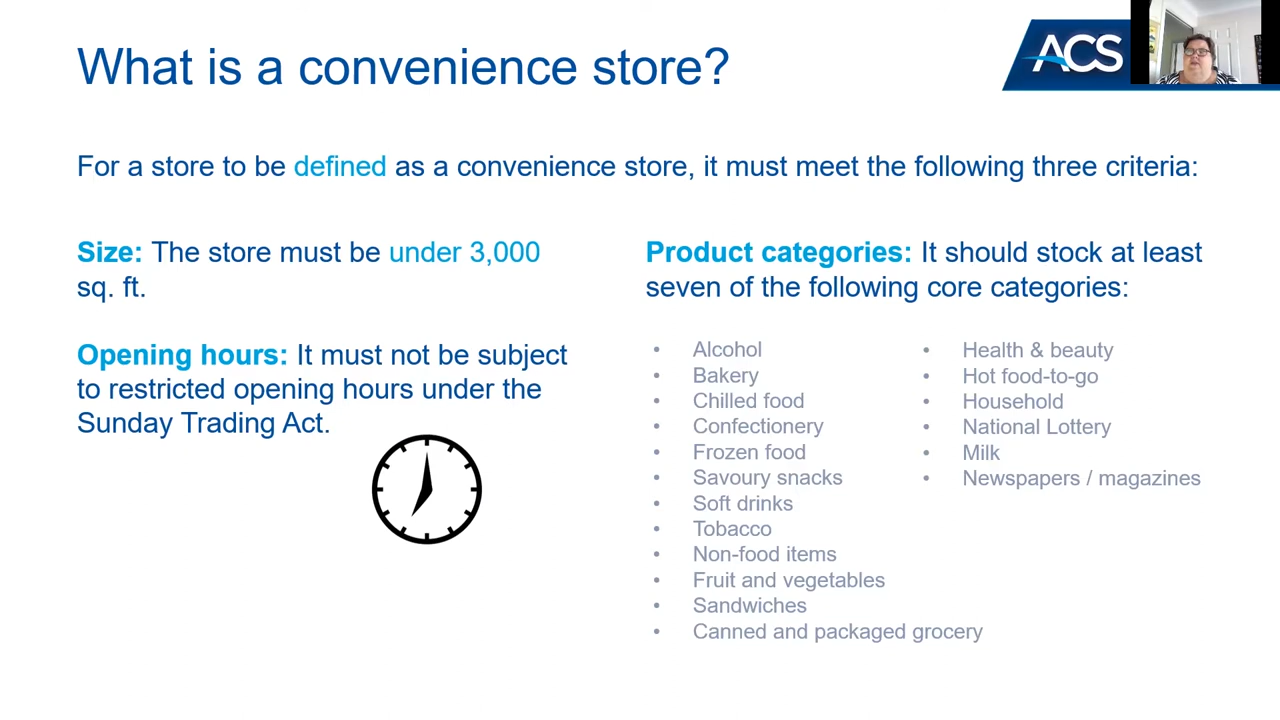 What is a convenience store?
ACS
For a store to be defined as a convenience store, it must meet the following three criteria:
Size: The store must be under 3,000
sq. ft.
Opening hours: It must not be subject
to restricted opening hours under the
Sunday Trading Act.
Product categories: It should stock at least
seven of the following core categories:
• Alcohol
• Bakery
• Chilled food
• Confectionery
• Frozen food
• Savoury snacks
• Soft drinks
• Tobacco
• Non-food items
• Fruit and vegetables
• Sandwiches
• Canned and packaged grocery
• Health & beauty
• Hot food-to-go
• Household
• National Lottery
• Milk
• Newspapers / magazines